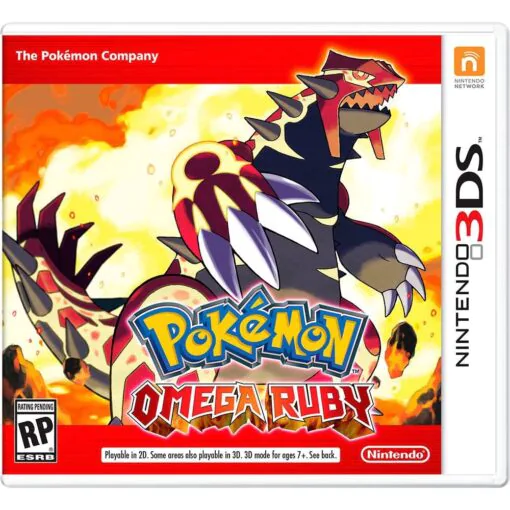 The Pokémon Company
NINTENDO
NETWORK
NINTENDO 3DS™
POKéMON
OMEGA RUBY
RATING PENDING
RP
ESRB
Playable in 2D. Some areas also playable in 3D. 3D mode for ages 7+. See back.
Nintendo